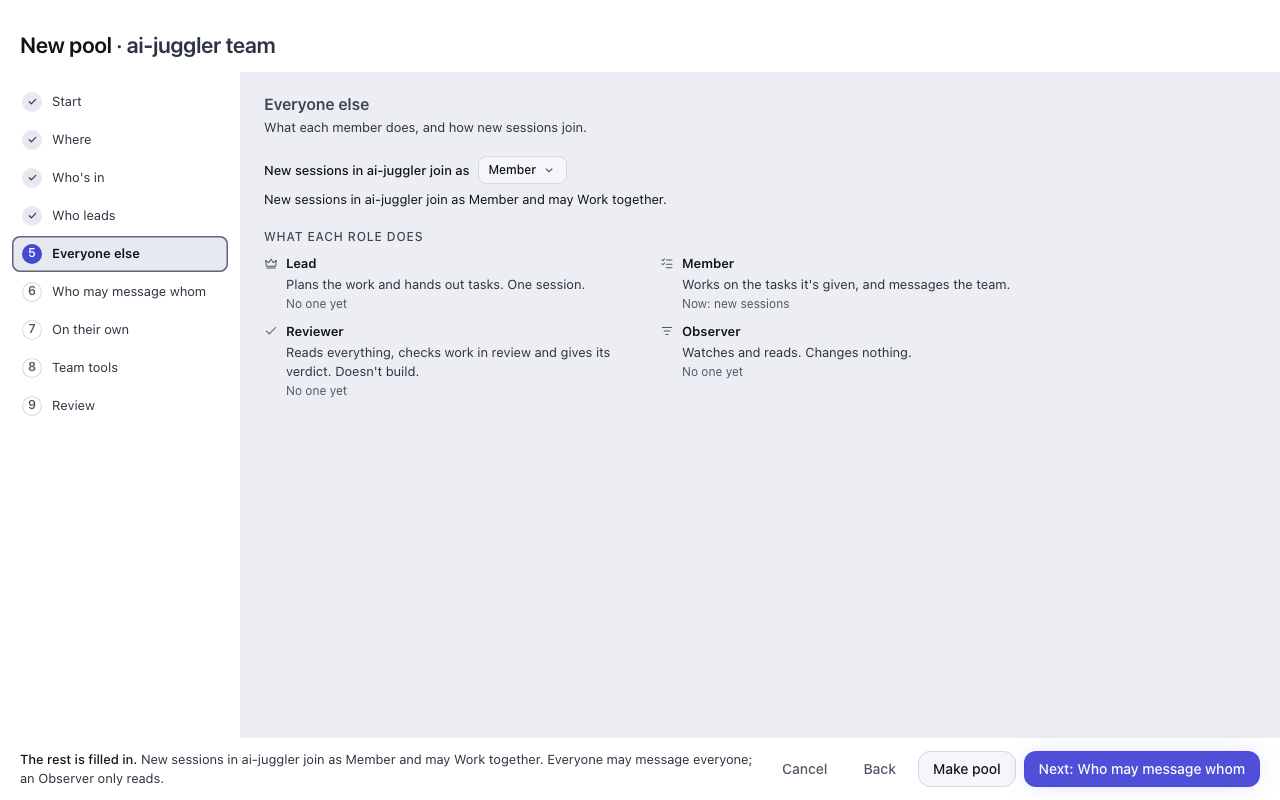 New pool · ai-juggler team
Start
Where
Who's in
Who leads
5 Everyone else
6 Who may message whom
7 On their own
8 Team tools
9 Review
Everyone else
What each member does, and how new sessions join.
New sessions in ai-juggler join as Member
New sessions in ai-juggler join as Member and may Work together.
WHAT EACH ROLE DOES
Lead
Plans the work and hands out tasks. One session.
No one yet
Member
Works on the tasks it's given, and messages the team.
Now: new sessions
Reviewer
Reads everything, checks work in review and gives its
verdict. Doesn't build.
No one yet
Observer
Watches and reads. Changes nothing.
No one yet
The rest is filled in. New sessions in ai-juggler join as Member and may Work together. Everyone may message everyone;
an Observer only reads.
Cancel
Back
Make pool
Next: Who may message whom